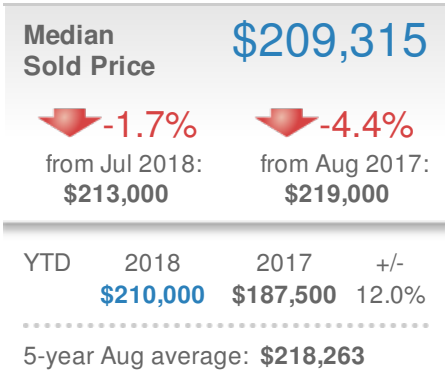 Median $209,315
Sold Price
-1.7% -4.4%
from Jul 2018: from Aug 2017:
$213,000 $219,000
YTD 2018 2017 +/-
$210,000 $187,500 12.0%
5-year Aug average: $218,263